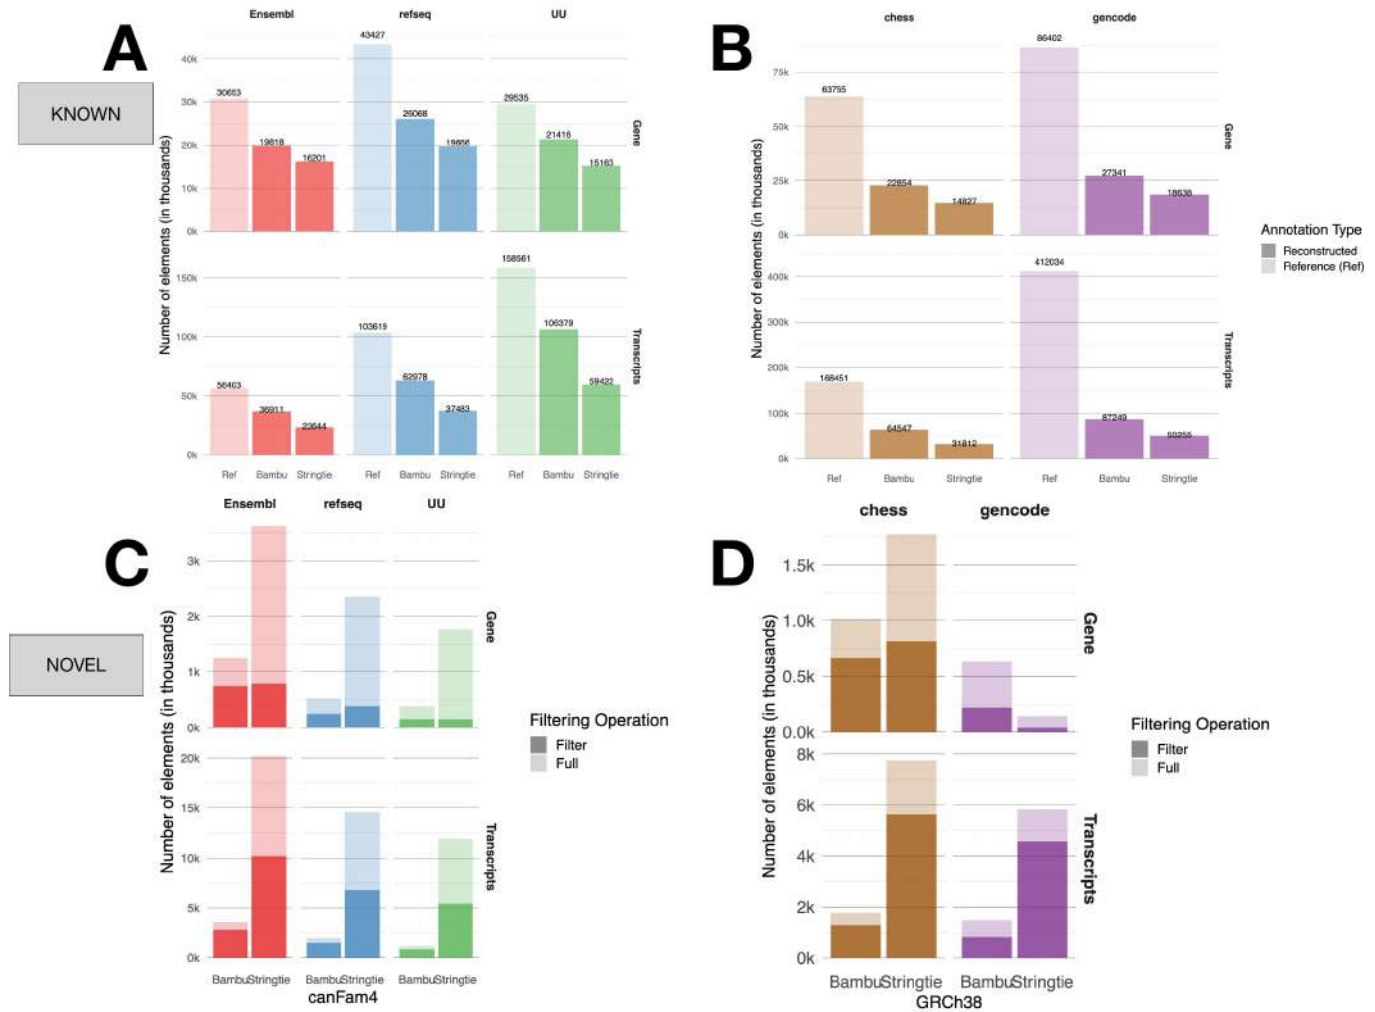 A
Ensembl refseq UU
KNOWN
Number of elements (in thousands)
40k
30k
20k
10k
0k
30653 19818 16201
43427 26068 19656
29535 21416 15163
Gene
150k
100k
50k
0k
56403 36911 23644
103619 62978 37483
158561 106379 59422
Transcripts
Ref Bambu Stringtie Ref Bambu Stringtie Ref Bambu Stringtie
B
chess gencode
Number of elements (in thousands)
75k
50k
25k
0k
63755 22854 14827
86402 27341 18638
Gene
400k
300k
200k
100k
0k
168451 64547 31812
412034 87249 50255
Transcripts
Ref Bambu Stringtie Ref Bambu Stringtie
Annotation Type
Reconstructed
Reference (Ref)
C
Ensembl refseq UU
NOVEL
Number of elements (in thousands)
3k
2k
1k
0k
Gene
20k
15k
10k
5k
0k
Transcripts
BambuStringtie BambuStringtie BambuStringtie
canFam4
Filtering Operation
Filter
Full
D
chess gencode
Number of elements (in thousands)
1.5k
1.0k
0.5k
0.0k
Gene
8k
6k
4k
2k
0k
Transcripts
BambuStringtie BambuStringtie
GRCh38
Filtering Operation
Filter
Full